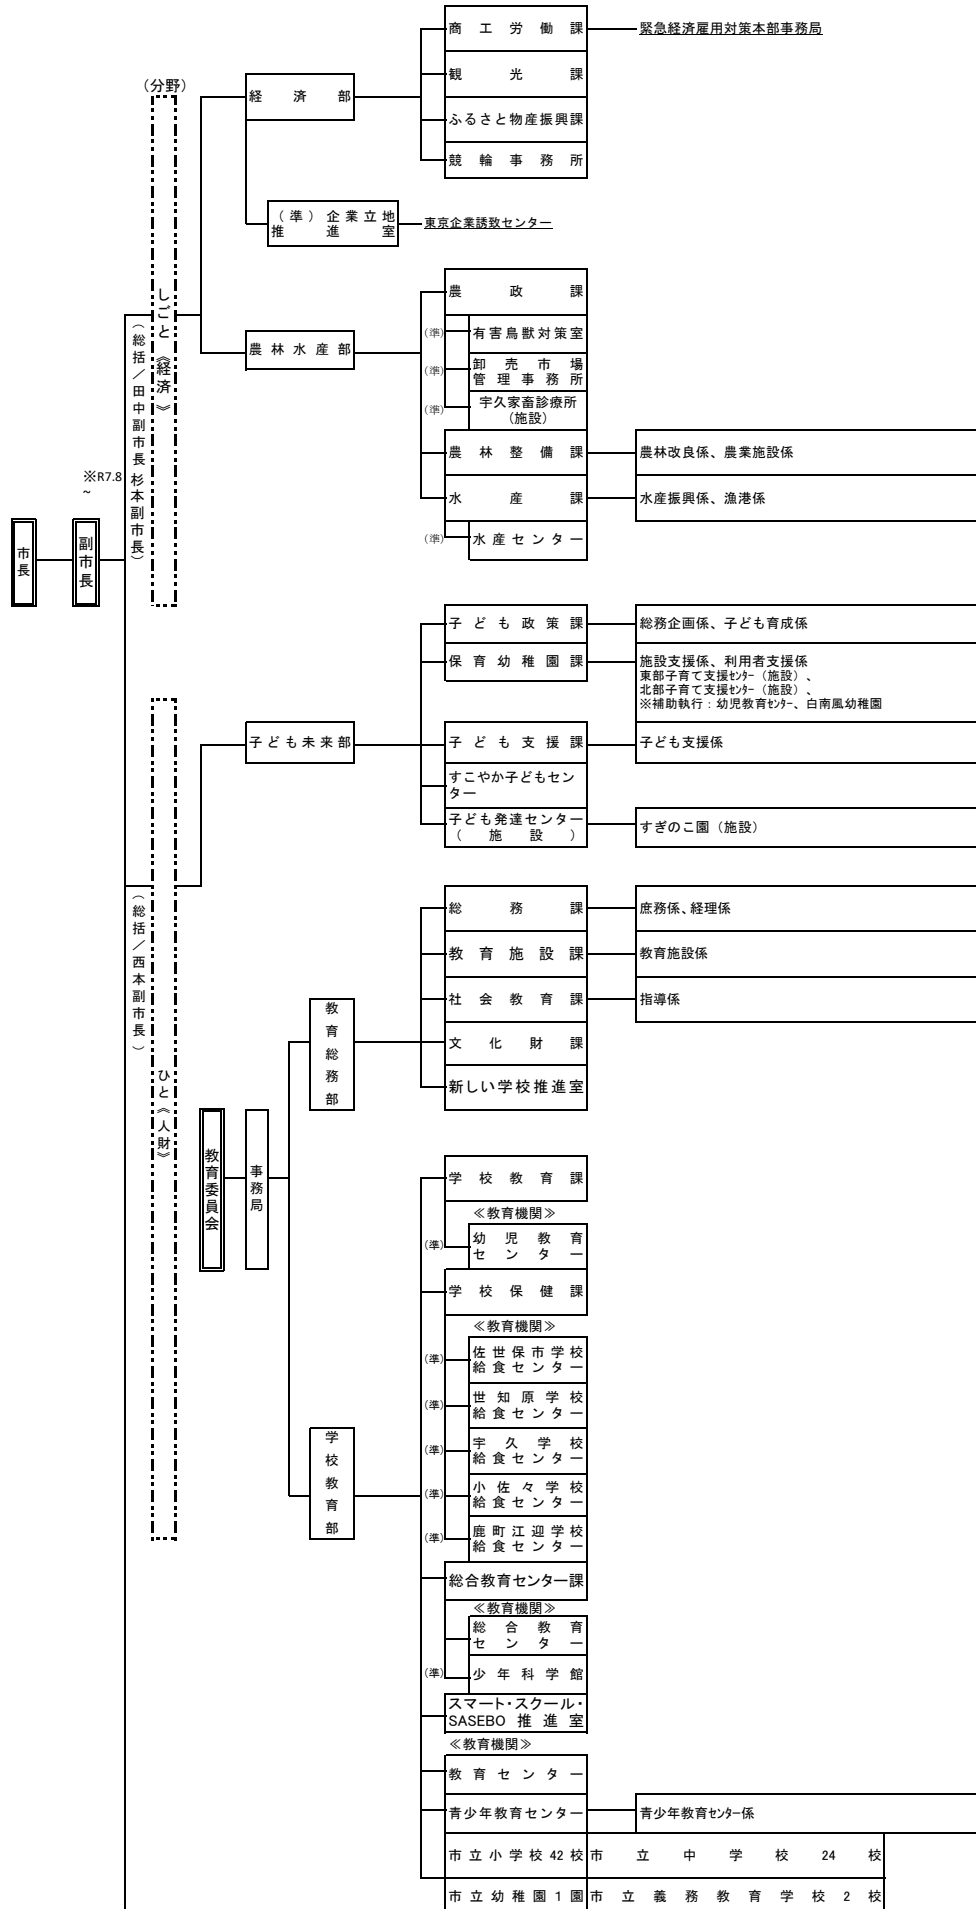 商工労働課
緊急経済雇用対策本部事務局
観光課
(分野)
経済部
ふるさと物産振興課
競輪事務所
(準)企業立地
推進室
東京企業誘致センター
しごと《経済》
農政課
(総括/田中副市長 杉本副市長)
(準)
有害鳥獣対策室
農林水産部
(準)
卸売市場
管理事務所
(準)
宇久家畜診療所
(施設)
農林整備課
農林改良係、農業施設係
※R7.8
~
水産課
水産振興係、漁港係
市長
副市長
(準)
水産センター
子ども政策課
総務企画係、子ども育成係
保育幼稚園課
施設支援係、利用者支援係
東部子育て支援ｾﾝﾀｰ(施設)、
北部子育て支援ｾﾝﾀｰ(施設)、
※補助執行:幼児教育ｾﾝﾀｰ、白南風幼稚園
子ども未来部
子ども支援課
子ども支援係
すこやか子どもセン
ター
子ども発達センター
(施設)
すぎのこ園(施設)
(総括/西本副市長)
総務課
庶務係、経理係
教育施設課
教育施設係
社会教育課
指導係
教育総務部
文化財課
ひと《人財》
新しい学校推進室
教育委員会
事務局
学校教育課
≪教育機関≫
(準)
幼児教育
センター
学校保健課
≪教育機関≫
(準)
佐世保市学校
給食センター
(準)
世知原学校
給食センター
学校教育部
(準)
宇久学校
給食センター
(準)
小佐々学校
給食センター
(準)
鹿町江迎学校
給食センター
総合教育センター課
≪教育機関≫
総合教育
センター
(準)
少年科学館
スマート・スクール・
SASEBO推進室
≪教育機関≫
教育センター
青少年教育センター
青少年教育ｾﾝﾀｰ係
市立小学校42校
市立中学校24校
市立幼稚園1園
市立義務教育学校2校